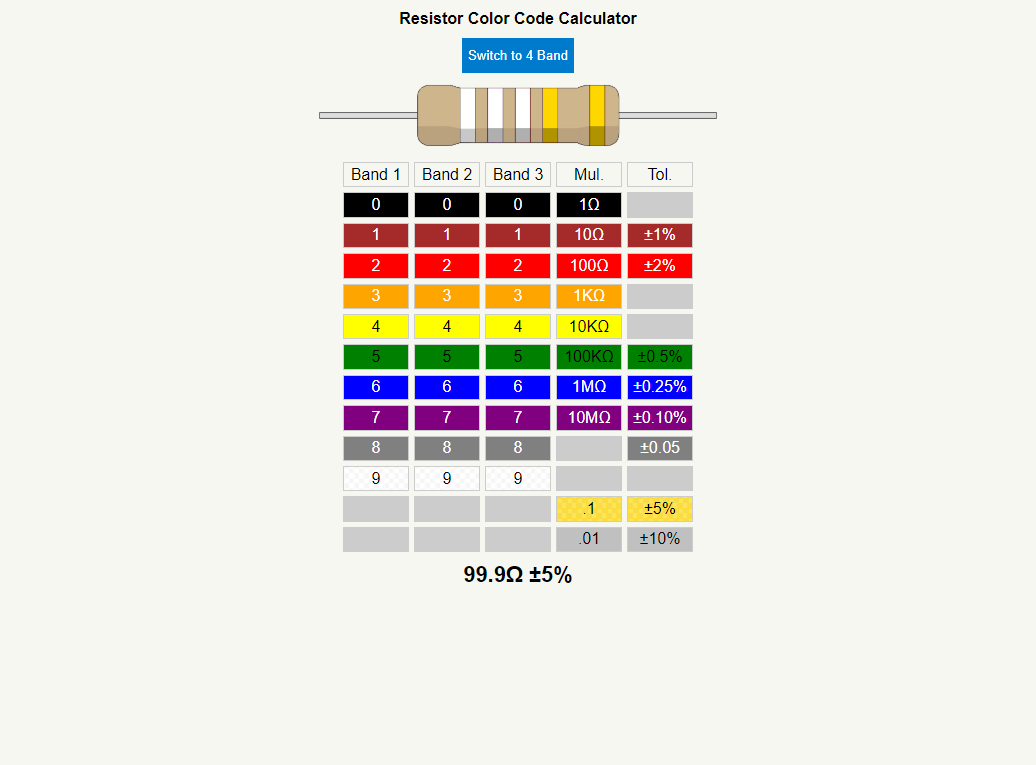 Resistor Color Code Calculator
Switch to 4 Band
Band 1 Band 2 Band 3 Mul. Tol.
0 0 0 1Ω
1 1 1 10Ω ±1%
2 2 2 100Ω ±2%
3 3 3 1KΩ
4 4 4 10KΩ
5 5 5 100KΩ ±0.5%
6 6 6 1MΩ ±0.25%
7 7 7 10MΩ ±0.10%
8 8 8 ±0.05
9 9 9
.1 ±5%
.01 ±10%
99.9Ω ±5%